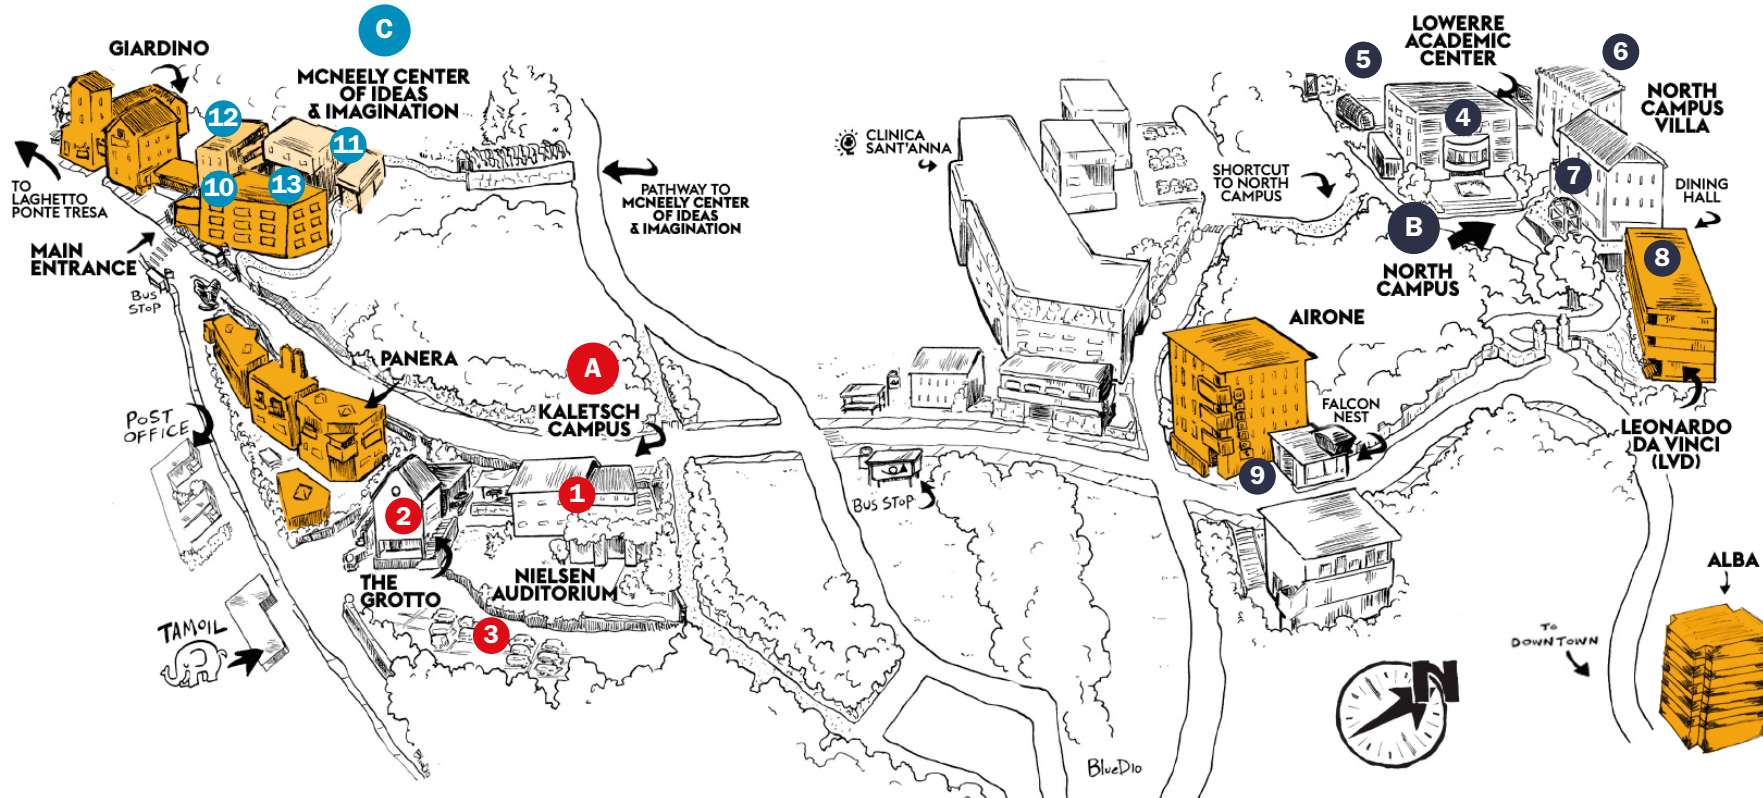 C
GIARDINO
MCNEELY CENTER
OF IDEAS
& IMAGINATION
12
11
10
13
TO
LAGHETTO
PONTE TRESA
MAIN
ENTRANCE
BUS
STOP
PATHWAY TO
MCNEELY CENTER
OF IDEAS
& IMAGINATION
PANERA
A
KALETSCH
CAMPUS
POST
OFFICE
1
2
THE
GROTTO
NIELSEN
AUDITORIUM
3
TAMOIL
CLINICA
SANT'ANNA
SHORTCUT
TO NORTH
CAMPUS
5
LOWERRE
ACADEMIC
CENTER
6
4
NORTH
CAMPUS
VILLA
7
DINING
HALL
B
NORTH
CAMPUS
8
AIRONE
FALCON
NEST
9
LEONARDO
DA VINCI
(LVD)
BUS STOP
ALBA
TO
DOWNTOWN
N
BlueD10